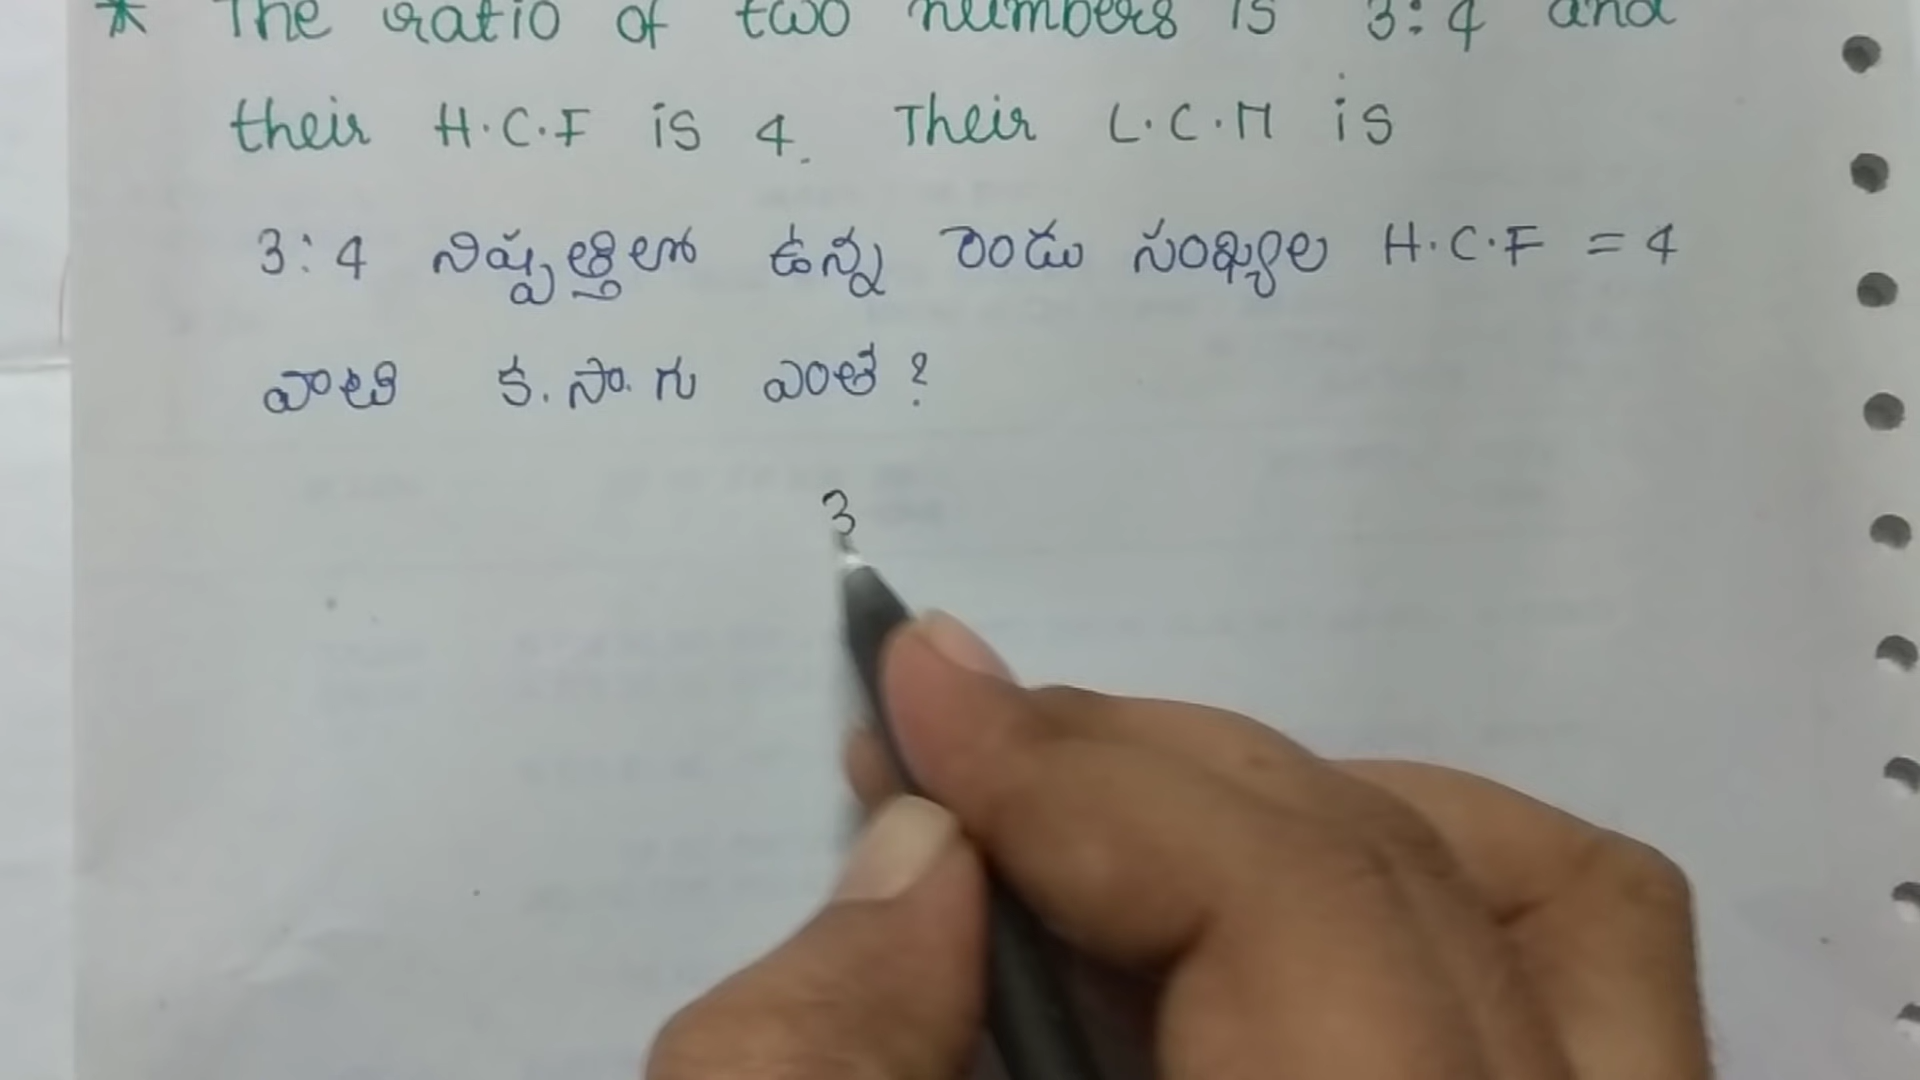 * The ratio of two numbers is 3:4 and
their H.C.F is 4. Their L.C.M is
3:4 నిష్పత్తిలో ఉన్న రెండు సంఖ్యల H.C.F = 4
వాటి క.సా.గు ఎంత?
3